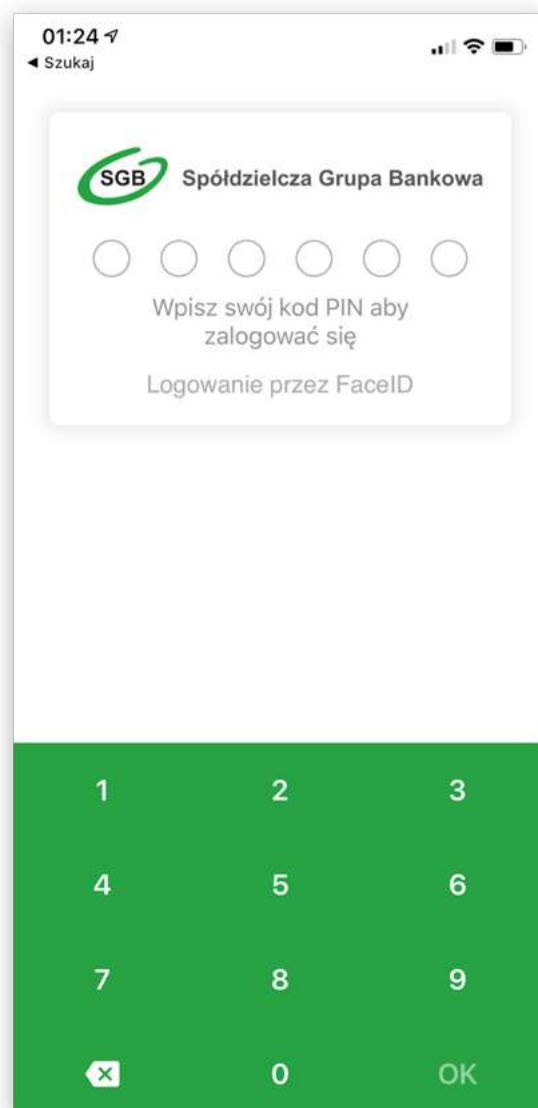 01:24
◀ Szukaj
SGB Spółdzielcza Grupa Bankowa
Wpisz swój kod PIN aby
zalogować się
Logowanie przez FaceID
1 2 3
4 5 6
7 8 9
0 OK